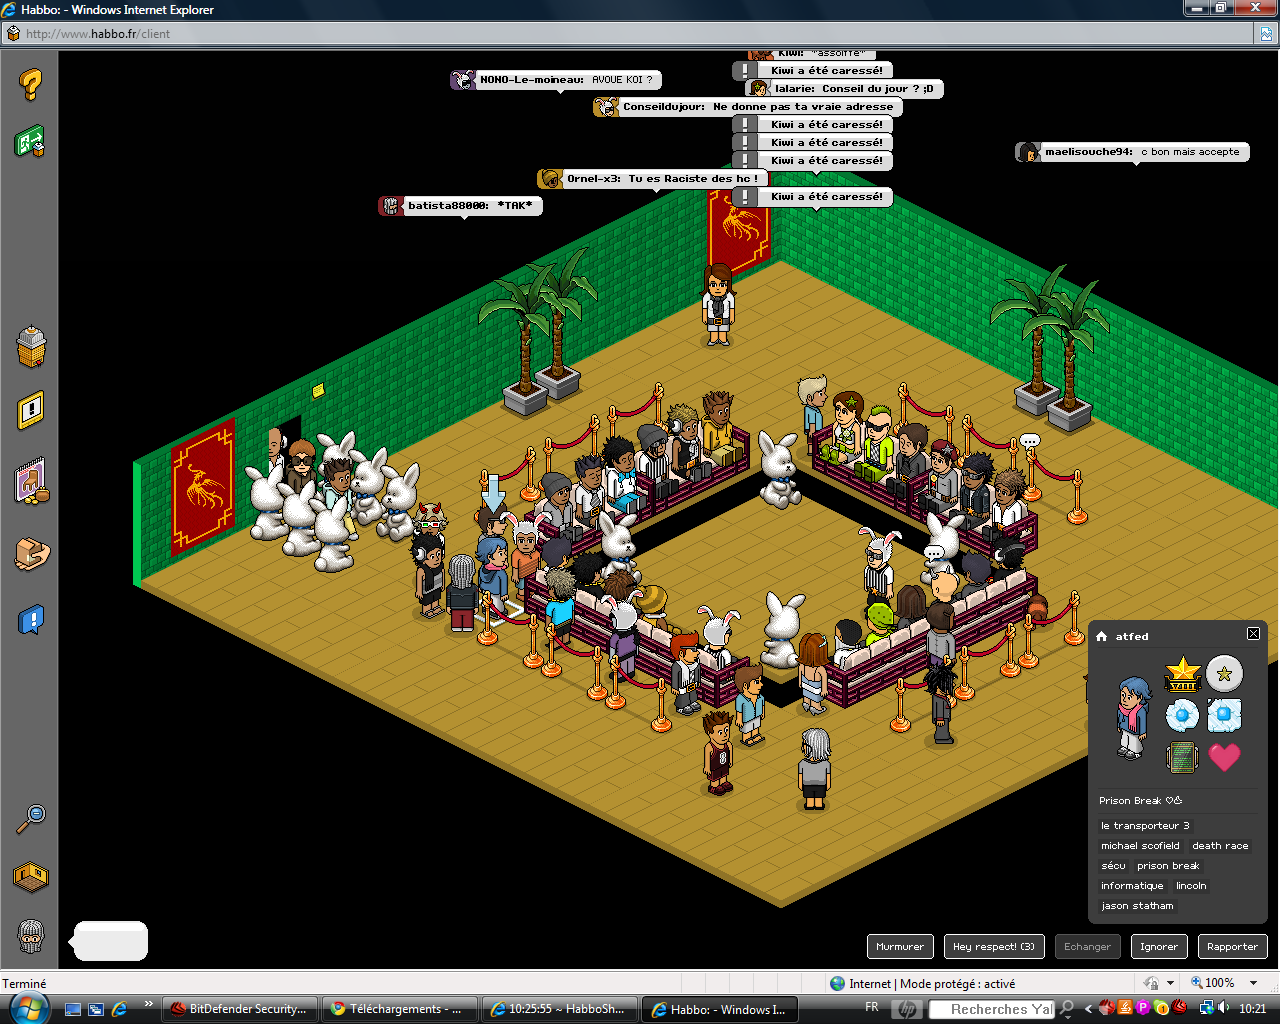 Habbo: - Windows Internet Explorer
http://www.habbo.fr/client
Kiwi: "assoiffé"
NONO-Le-moineau: AVOUE KOI ?
Kiwi a été caressé!
lalarie: Conseil du jour ? ;D
Conseildujour: Ne donne pas ta vraie adresse
Kiwi a été caressé!
Kiwi a été caressé!
maelisouche94: c bon mais accepte
Kiwi a été caressé!
Ornel-x3: Tu es Raciste des hc !
Kiwi a été caressé!
batista88000: *TAK*
atfed
Prison Break ♡
le transporteur 3
michael scofield death race
sécu prison break
informatique lincoln
jason statham
Murmurer Hey respect! (3) Echanger Ignorer Rapporter
Terminé
Internet | Mode protégé : activé
100%
BitDefender Security... Téléchargements - ... 10:25:55 ~ HabboSh... Habbo: - Windows I...
FR
hp
Recherches Ya
10:21